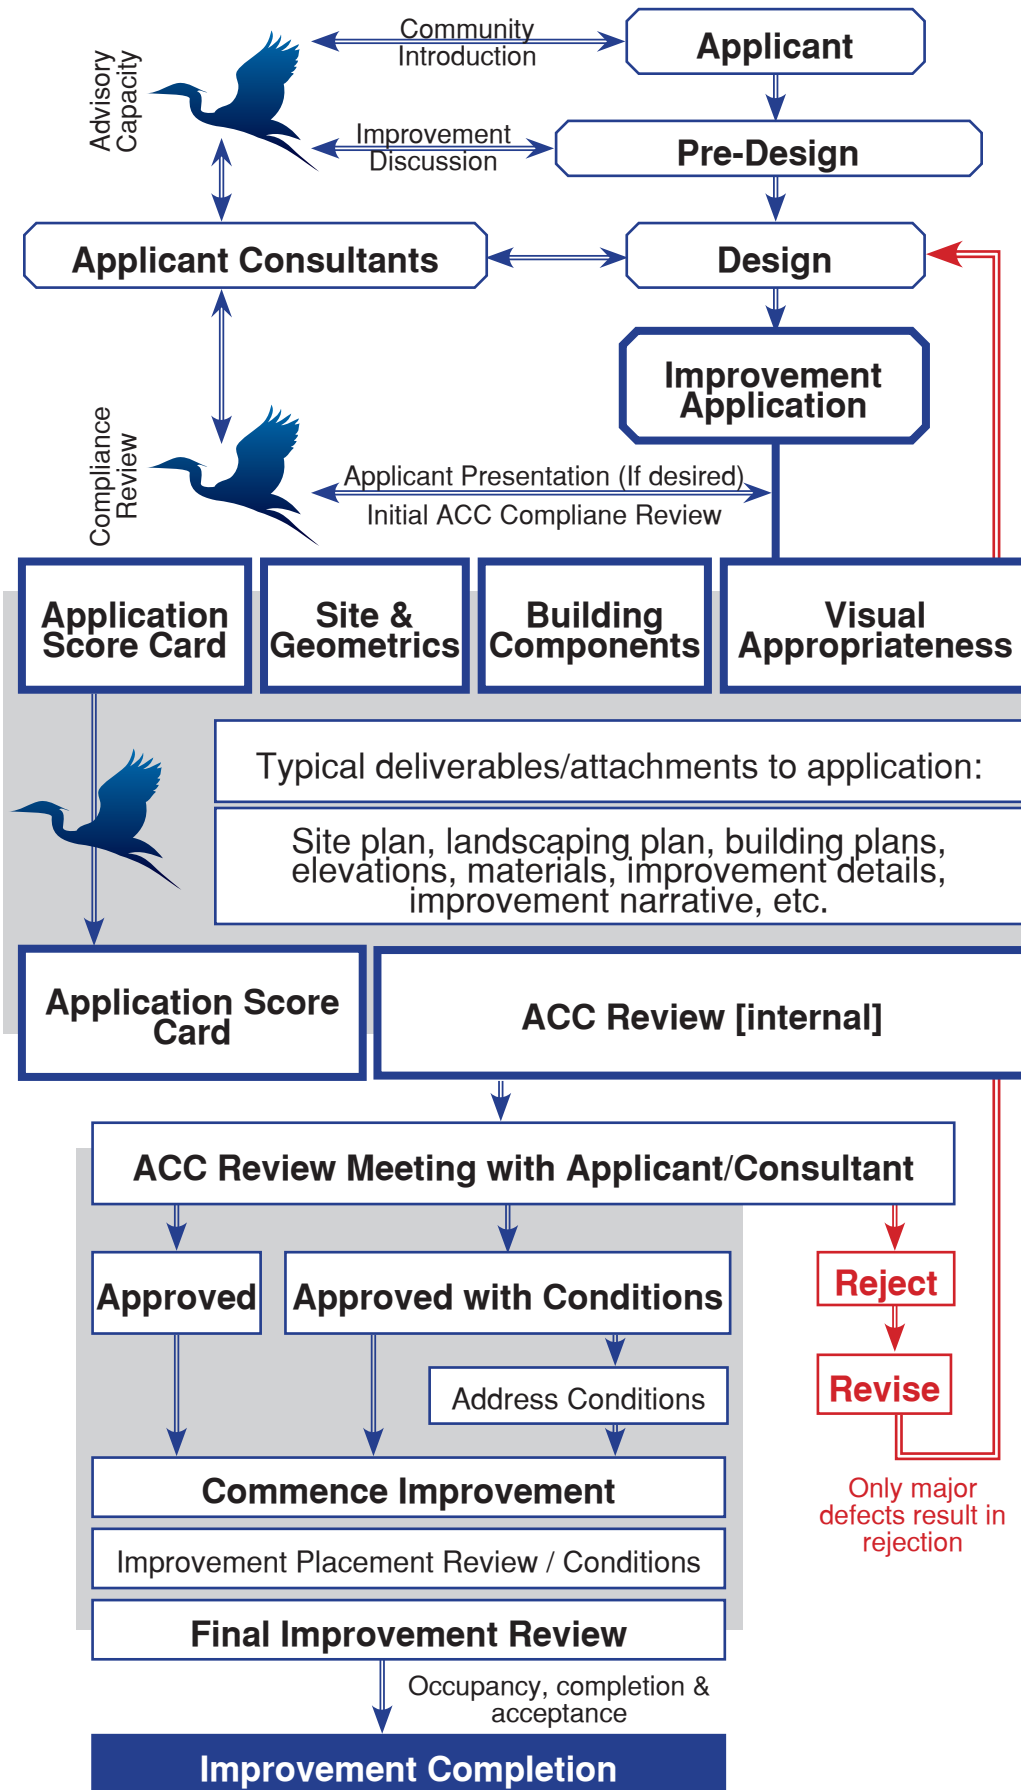 Community
Introduction
Applicant
Advisory
Capacity
Improvement
Discussion
Pre-Design
Applicant Consultants
Design
Improvement
Application
Compliance
Review
Applicant Presentation (If desired)
Initial ACC Compliane Review
Application
Score Card
Site &
Geometrics
Building
Components
Visual
Appropriateness
Typical deliverables/attachments to application:
Site plan, landscaping plan, building plans,
elevations, materials, improvement details,
improvement narrative, etc.
Application Score
Card
ACC Review [internal]
ACC Review Meeting with Applicant/Consultant
Approved
Approved with Conditions
Reject
Address Conditions
Revise
Commence Improvement
Only major
defects result in
rejection
Improvement Placement Review / Conditions
Final Improvement Review
Occupancy, completion &
acceptance
Improvement Completion